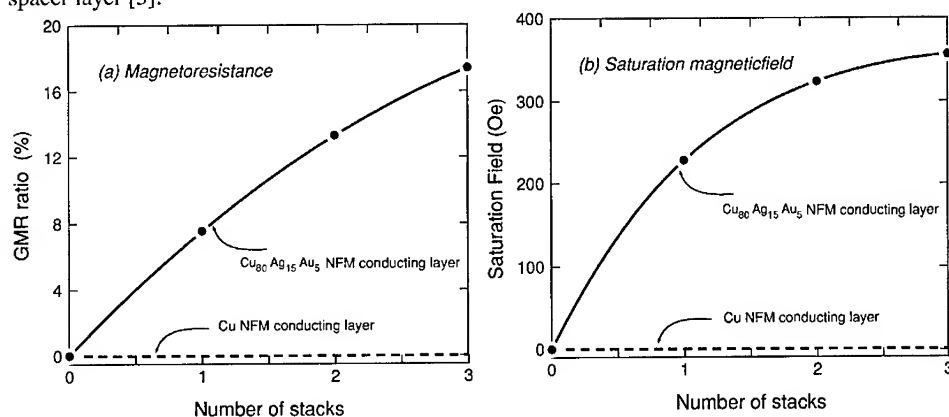 spacer layer [5].
(a) Magnetoresistance
GMR ratio (%)
20
16
12
8
4
0
Cu80 Ag15 Au5 NFM conducting layer
Cu NFM conducting layer
0 1 2 3
Number of stacks
(b) Saturation magneticfield
Saturation Field (Oe)
400
300
200
100
0
Cu80 Ag15 Au5 NFM conducting layer
Cu NFM conducting layer
0 1 2 3
Number of stacks